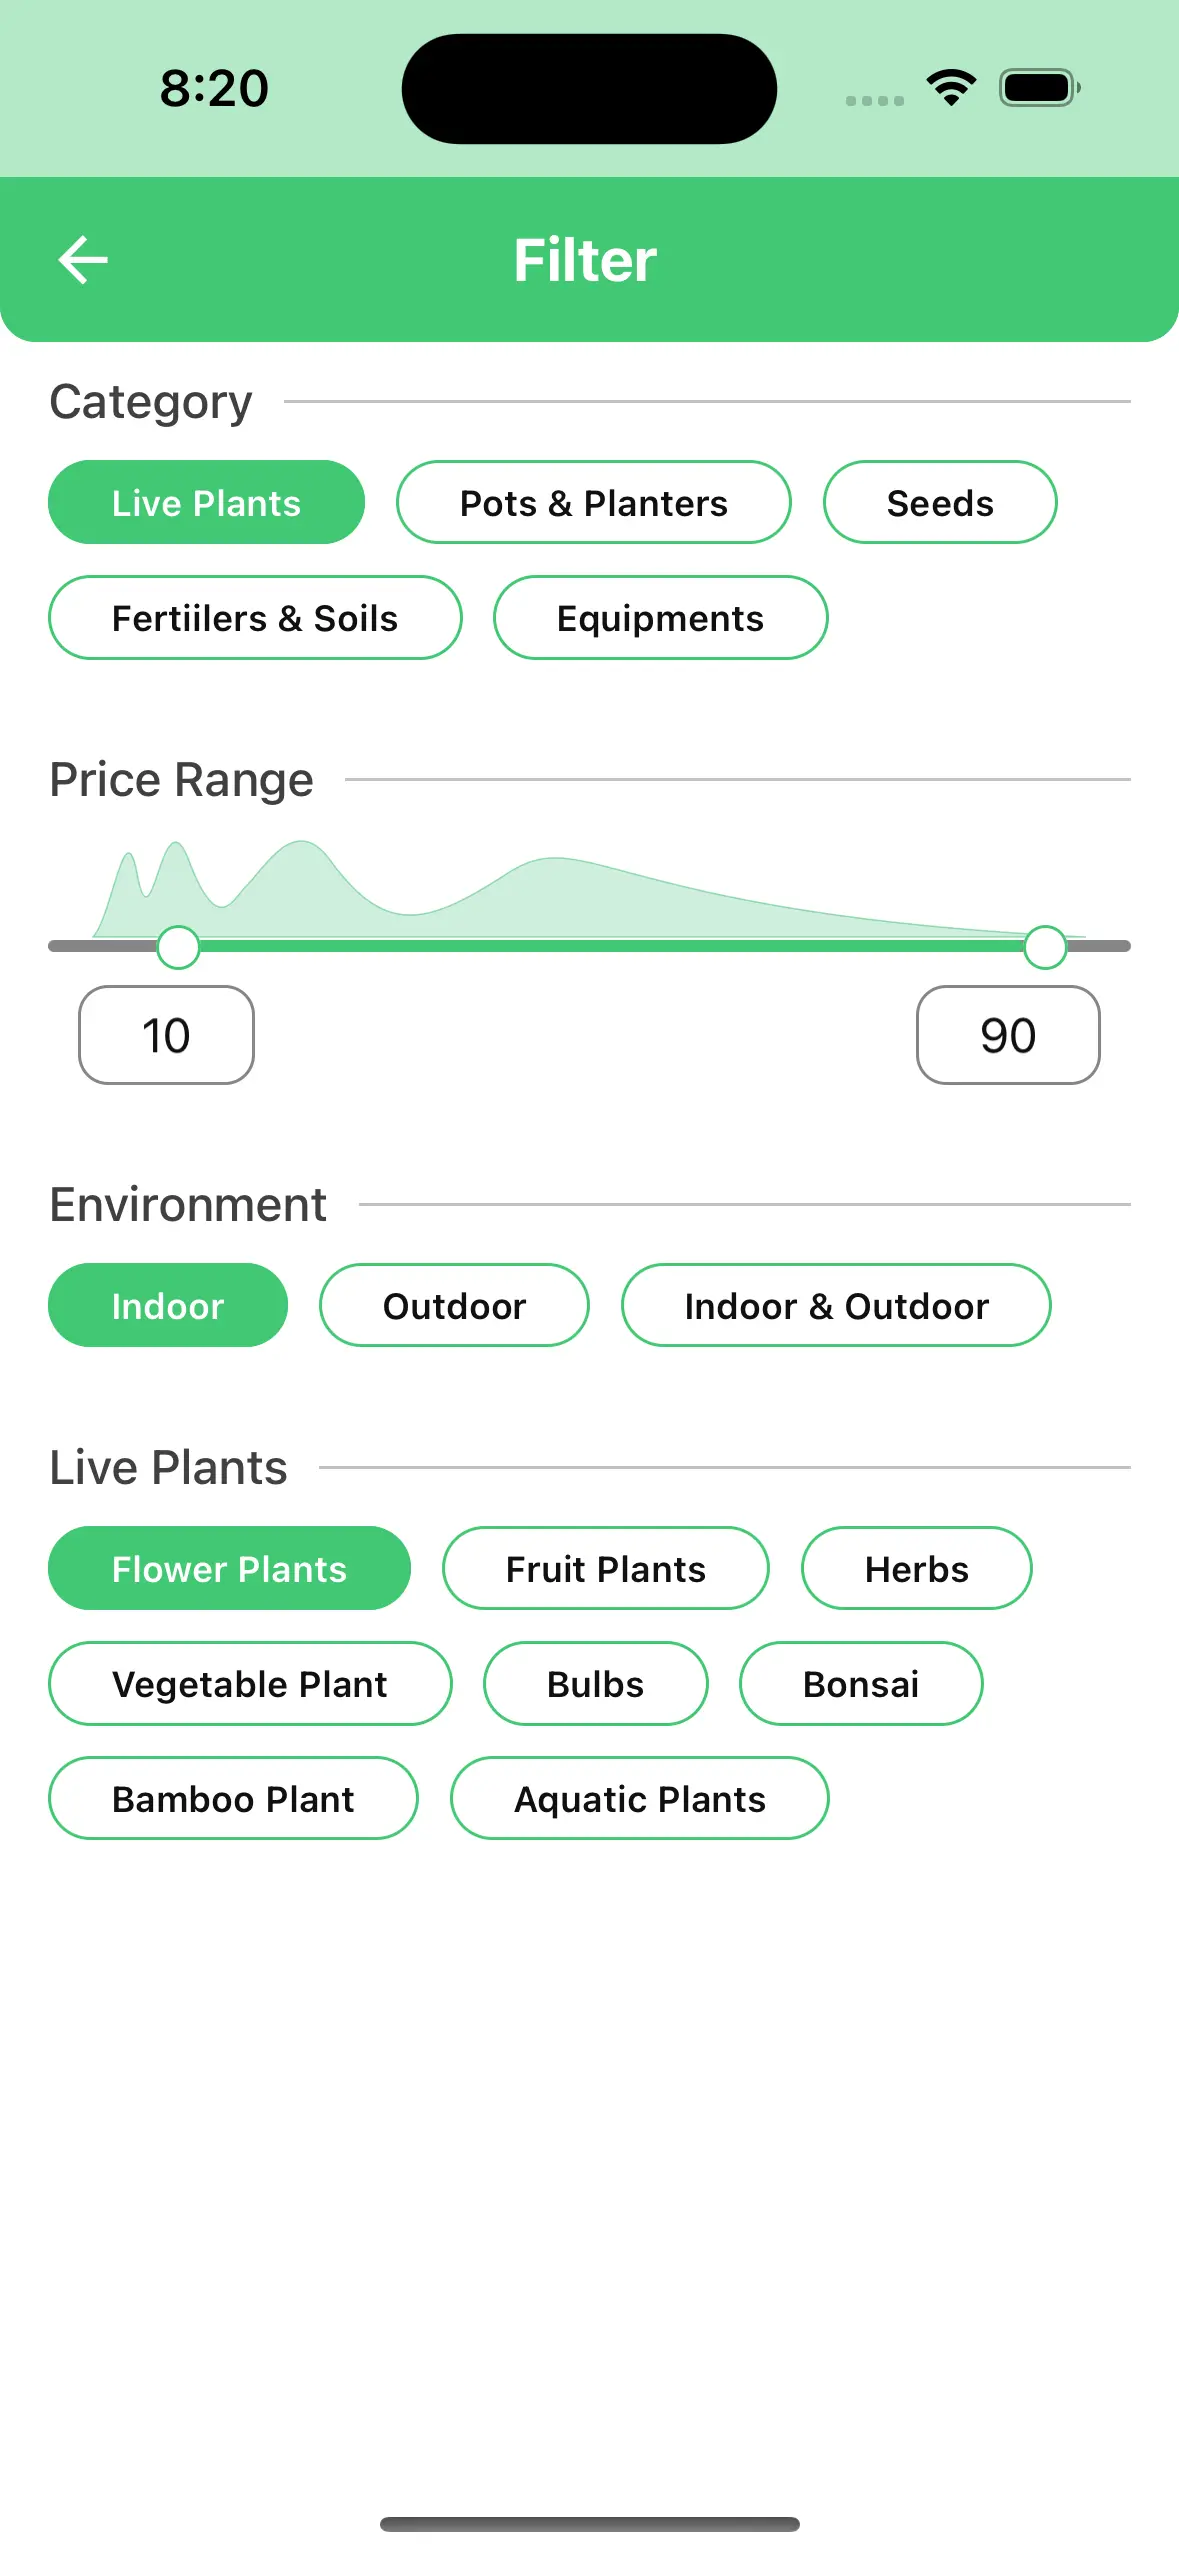 8:20
Filter
Category
Live Plants
Pots & Planters
Seeds
Fertiilers & Soils
Equipments
Price Range
10
90
Environment
Indoor
Outdoor
Indoor & Outdoor
Live Plants
Flower Plants
Fruit Plants
Herbs
Vegetable Plant
Bulbs
Bonsai
Bamboo Plant
Aquatic Plants